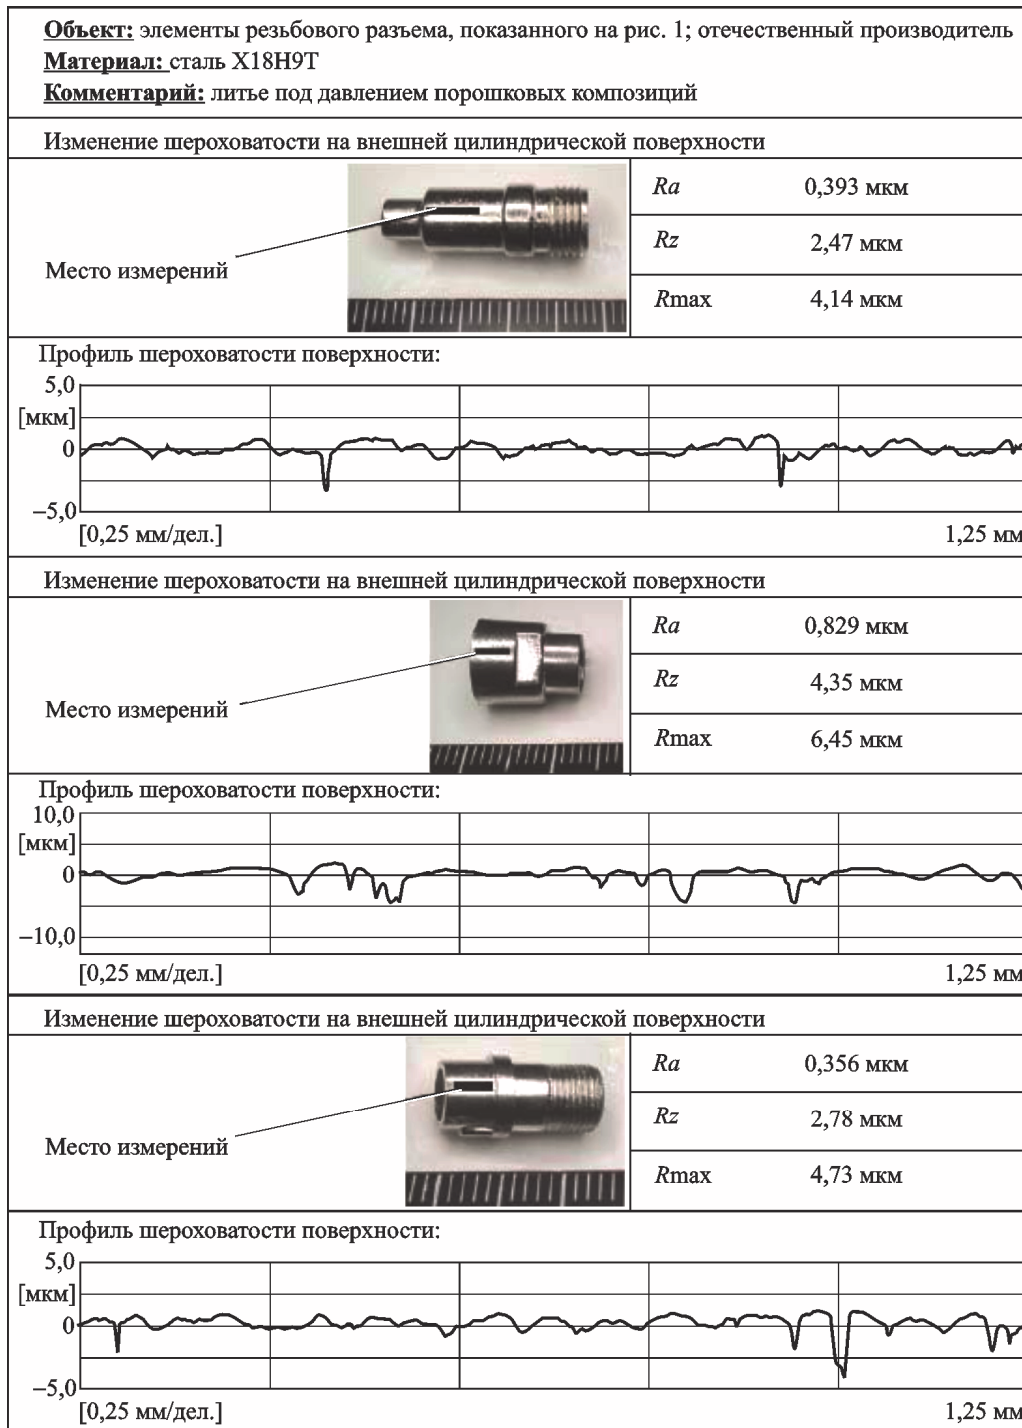 Объект: элементы резьбового разъема, показанного на рис. 1; отечественный производитель
Материал: сталь Х18Н9Т
Комментарий: литье под давлением порошковых композиций
Изменение шероховатости на внешней цилиндрической поверхности
Место измерений
Ra 0,393 мкм
Rz 2,47 мкм
Rmax 4,14 мкм
Профиль шероховатости поверхности:
5,0
[мкм]
0
–5,0
[0,25 мм/дел.] 1,25 мм
Изменение шероховатости на внешней цилиндрической поверхности
Место измерений
Ra 0,829 мкм
Rz 4,35 мкм
Rmax 6,45 мкм
Профиль шероховатости поверхности:
10,0
[мкм]
0
–10,0
[0,25 мм/дел.] 1,25 мм
Изменение шероховатости на внешней цилиндрической поверхности
Место измерений
Ra 0,356 мкм
Rz 2,78 мкм
Rmax 4,73 мкм
Профиль шероховатости поверхности:
5,0
[мкм]
0
–5,0
[0,25 мм/дел.] 1,25 мм